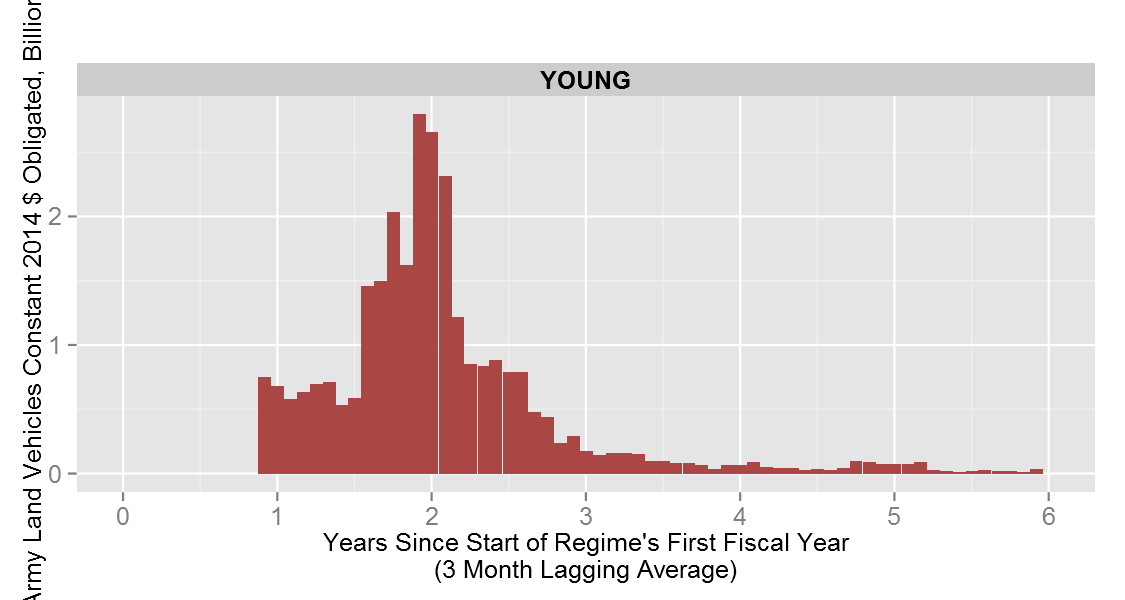 YOUNG
Army Land Vehicles Constant 2014 $ Obligated, Billion
2
1
0
0
1
2
3
4
5
6
Years Since Start of Regime's First Fiscal Year
(3 Month Lagging Average)